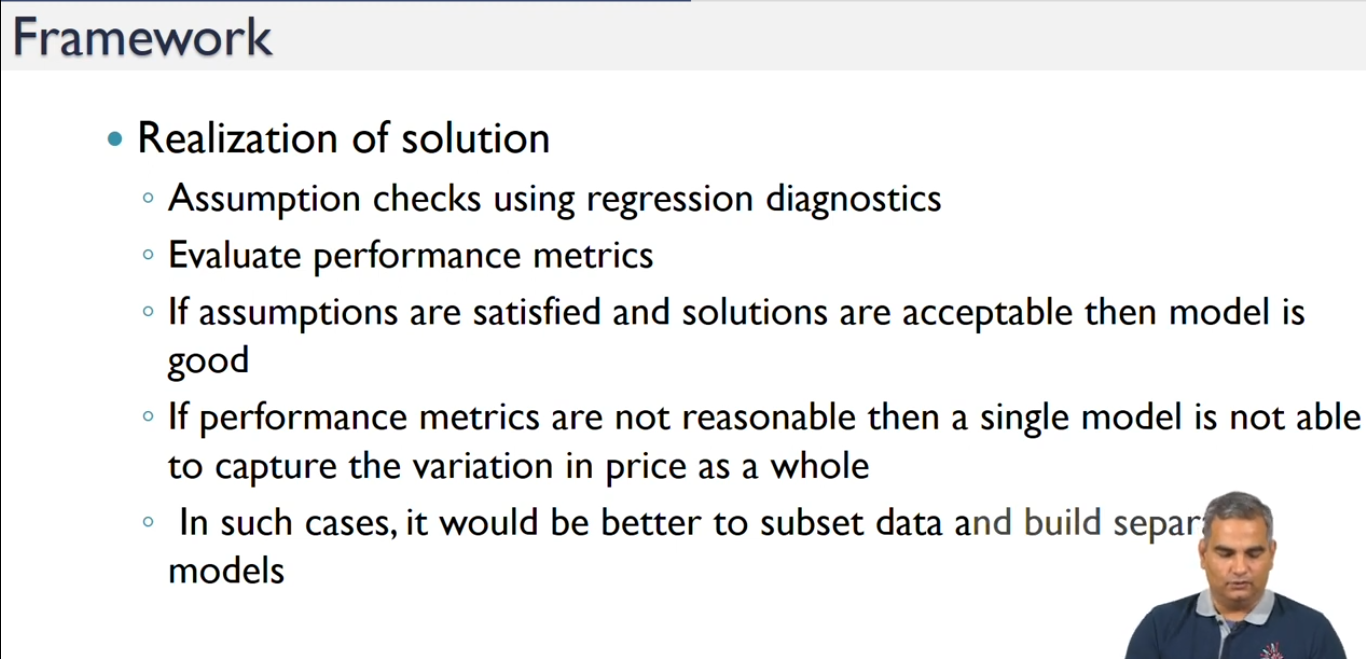 Framework
• Realization of solution
◦ Assumption checks using regression diagnostics
◦ Evaluate performance metrics
◦ If assumptions are satisfied and solutions are acceptable then model is
good
◦ If performance metrics are not reasonable then a single model is not able
to capture the variation in price as a whole
◦ In such cases, it would be better to subset data and build
models